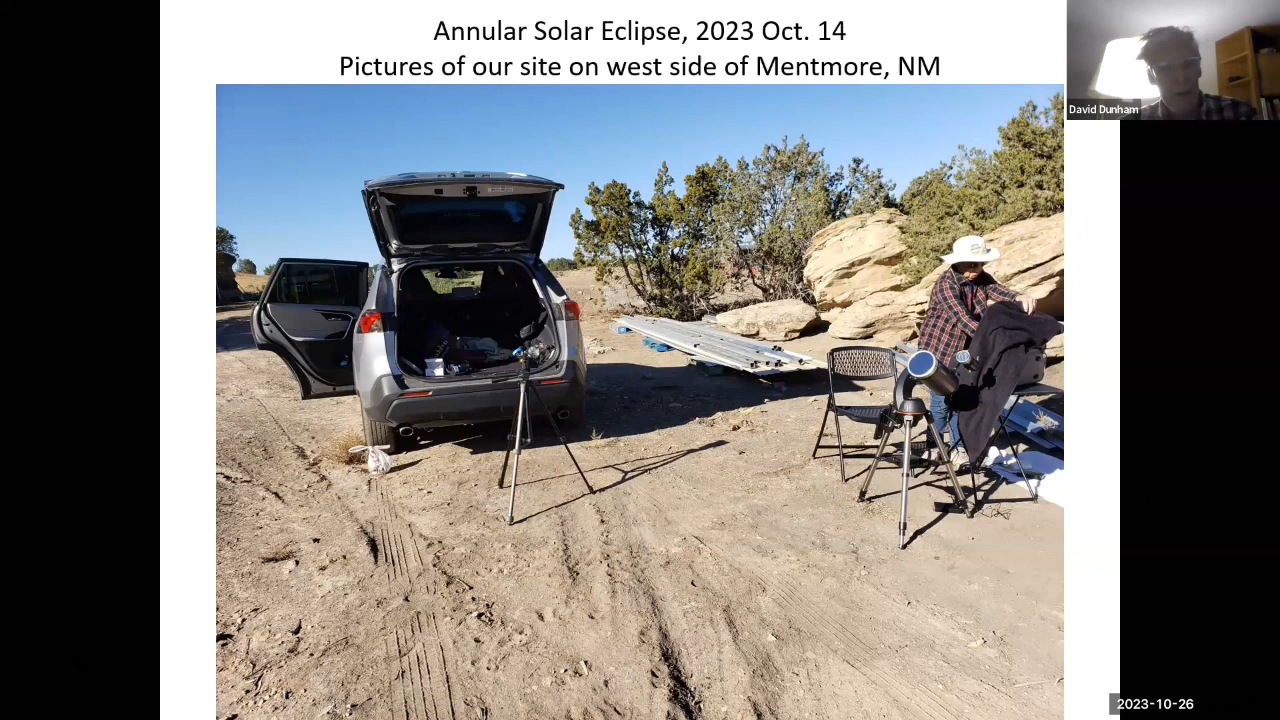 Annular Solar Eclipse, 2023 Oct. 14
Pictures of our site on west side of Mentmore, NM
David Dunham
2023-10-26